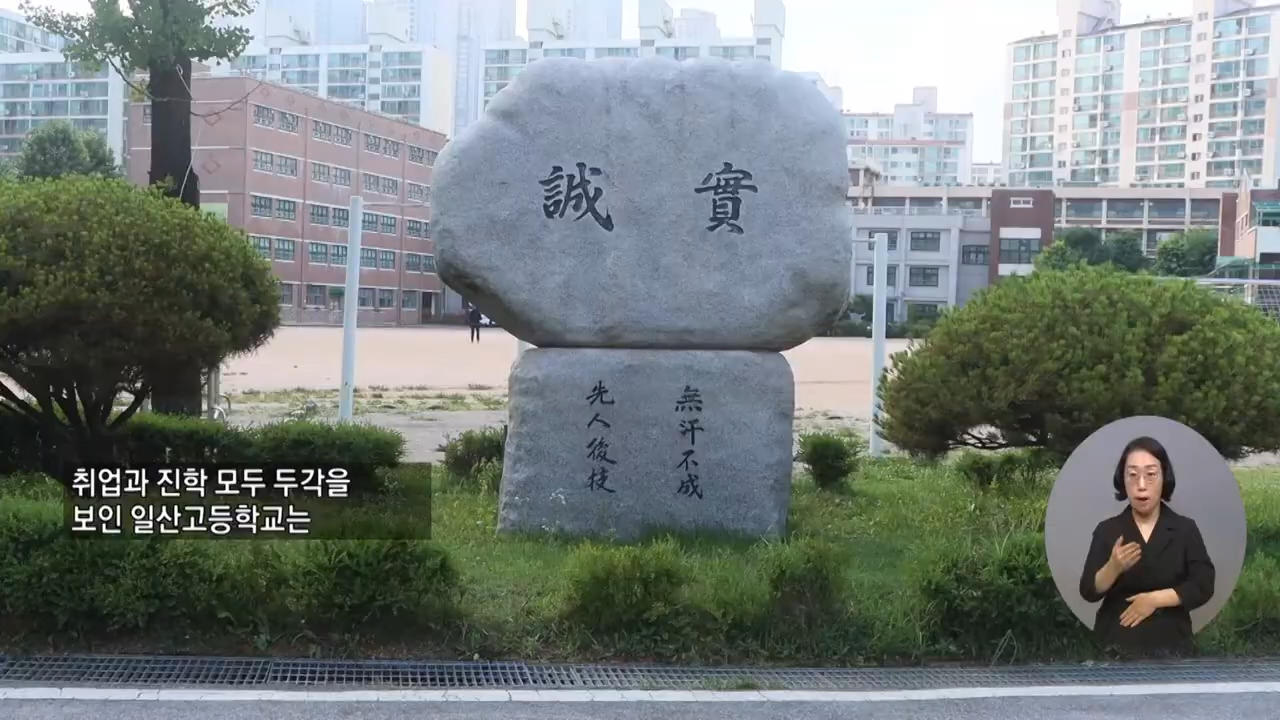 誠 實
先人後技
無汗不成
취업과 진학 모두 두각을
보인 일산고등학교는